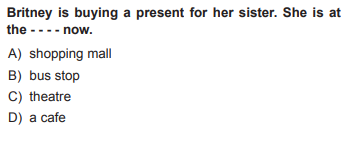 Britney is buying a present for her sister. She is at
the - - - - now.
A) shopping mall
B) bus stop
C) theatre
D) a cafe